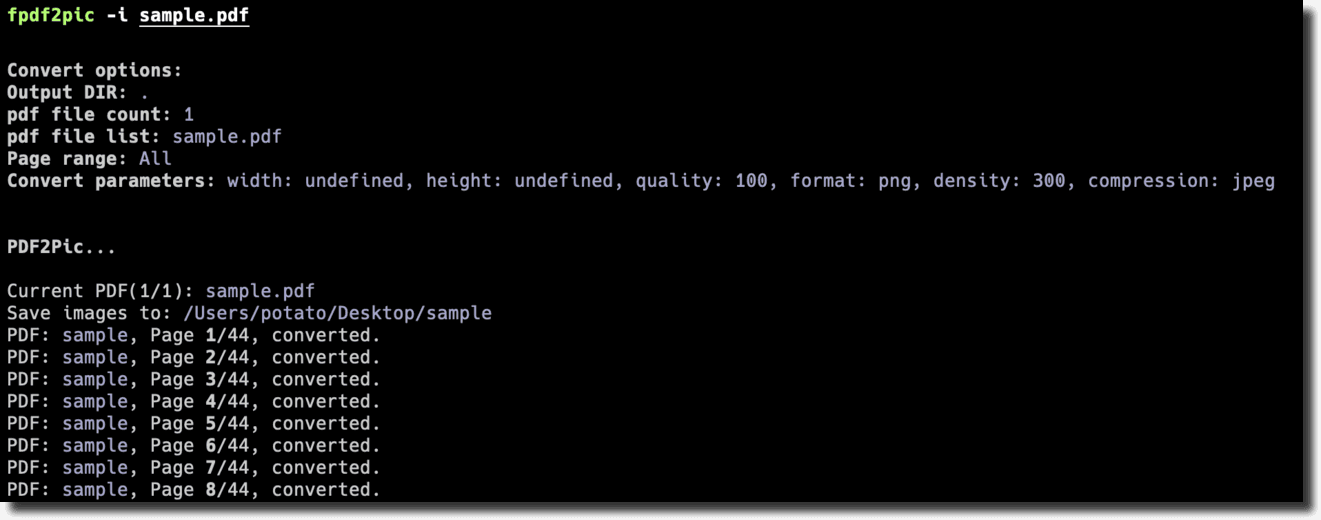 fpdf2pic -i sample.pdf
Convert options:
Output DIR: .
pdf file count: 1
pdf file list: sample.pdf
Page range: All
Convert parameters: width: undefined, height: undefined, quality: 100, format: png, density: 300, compression: jpeg
PDF2Pic...
Current PDF(1/1): sample.pdf
Save images to: /Users/potato/Desktop/sample
PDF: sample, Page 1/44, converted.
PDF: sample, Page 2/44, converted.
PDF: sample, Page 3/44, converted.
PDF: sample, Page 4/44, converted.
PDF: sample, Page 5/44, converted.
PDF: sample, Page 6/44, converted.
PDF: sample, Page 7/44, converted.
PDF: sample, Page 8/44, converted.